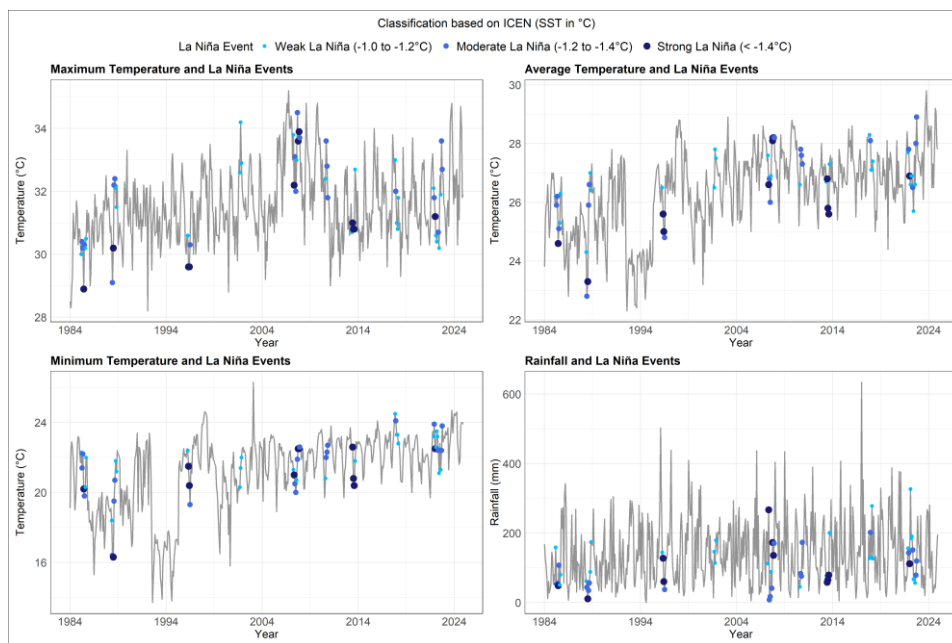 Classification based on ICEN (SST in °C)
La Niña Event Weak La Niña (-1.0 to -1.2°C) Moderate La Niña (-1.2 to -1.4°C) Strong La Niña (< -1.4°C)
Maximum Temperature and La Niña Events
Temperature (°C)
34
32
30
28
1984 1994 2004 2014 2024
Year
Average Temperature and La Niña Events
Temperature (°C)
30
28
26
24
22
1984 1994 2004 2014 2024
Year
Minimum Temperature and La Niña Events
Temperature (°C)
24
20
16
1984 1994 2004 2014 2024
Year
Rainfall and La Niña Events
Rainfall (mm)
600
400
200
0
1984 1994 2004 2014 2024
Year